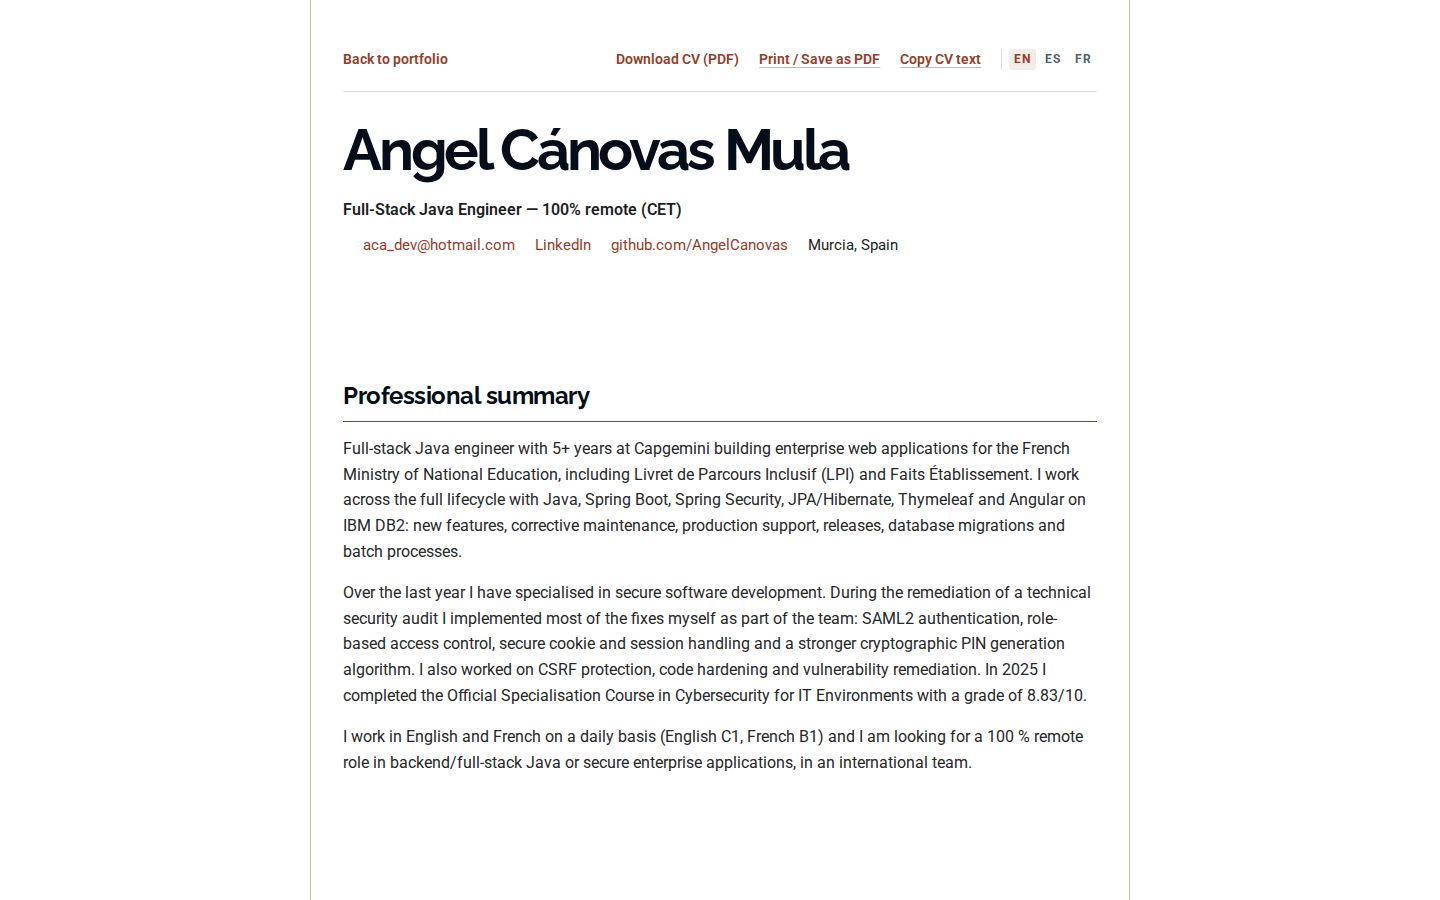 Back to portfolio Download CV (PDF) Print / Save as PDF Copy CV text EN ES FR
Angel Cánovas Mula
Full-Stack Java Engineer — 100% remote (CET)
aca_dev@hotmail.com LinkedIn github.com/AngelCanovas Murcia, Spain
Professional summary
Full-stack Java engineer with 5+ years at Capgemini building enterprise web applications for the French
Ministry of National Education, including Livret de Parcours Inclusif (LPI) and Faits Établissement. I work
across the full lifecycle with Java, Spring Boot, Spring Security, JPA/Hibernate, Thymeleaf and Angular on
IBM DB2: new features, corrective maintenance, production support, releases, database migrations and
batch processes.
Over the last year I have specialised in secure software development. During the remediation of a technical
security audit I implemented most of the fixes myself as part of the team: SAML2 authentication, role-
based access control, secure cookie and session handling and a stronger cryptographic PIN generation
algorithm. I also worked on CSRF protection, code hardening and vulnerability remediation. In 2025 I
completed the Official Specialisation Course in Cybersecurity for IT Environments with a grade of 8.83/10.
I work in English and French on a daily basis (English C1, French B1) and I am looking for a 100 % remote
role in backend/full-stack Java or secure enterprise applications, in an international team.